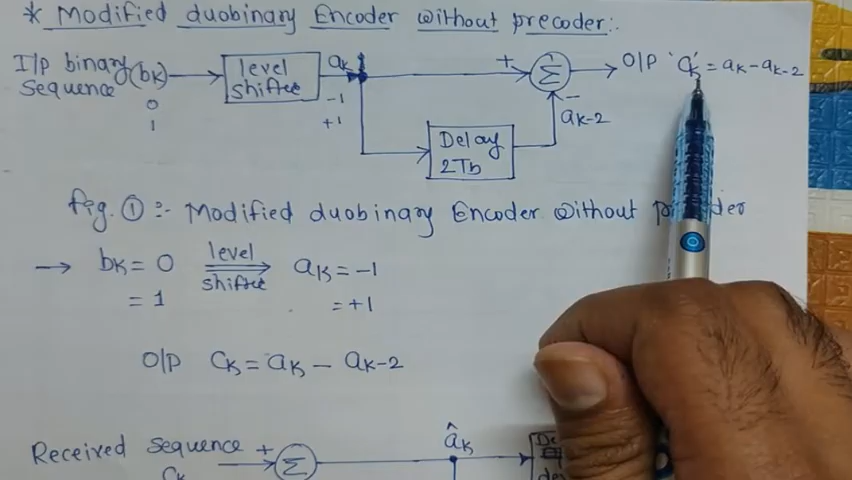 * Modified duobinary Encoder without precoder:-
I/p binary (bk)
sequence
0
1
level
shifter
ak
-1
+1
+
Σ
-
O/P 'Ck' = ak - ak-2
ak-2
Delay
2Tb
fig. ① :- Modified duobinary Encoder without
→ bk = 0 level shifter ak = -1
= 1 = +1
O/P Ck = ak - ak-2
Received sequence + Σ âk
Ck